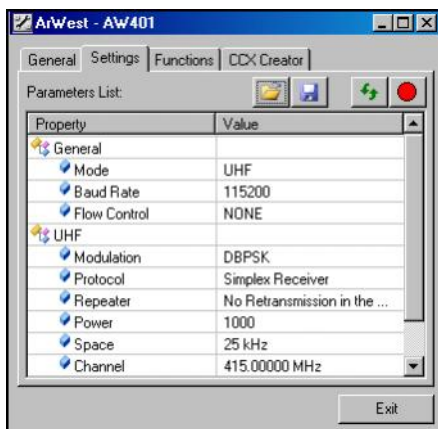 ArWest - AW401
General Settings Functions CCX Creator
Parameters List:
Property Value
General
Mode UHF
Baud Rate 115200
Flow Control NONE
UHF
Modulation DBPSK
Protocol Simplex Receiver
Repeater No Retransmission in the ...
Power 1000
Space 25 kHz
Channel 415.00000 MHz
Exit